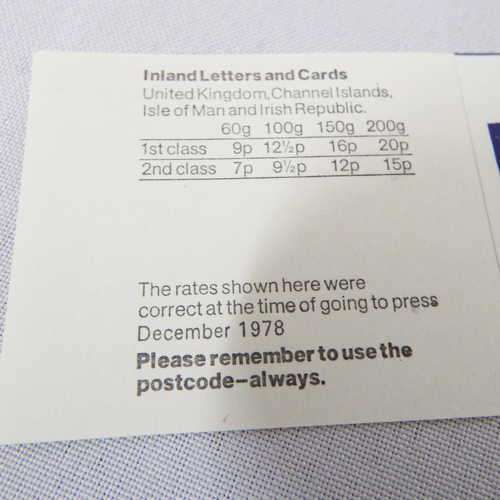 Inland Letters and Cards
United Kingdom, Channel Islands,
Isle of Man and Irish Republic.
60g 100g 150g 200g
1st class 9p 12½p 16p 20p
2nd class 7p 9½p 12p 15p
The rates shown here were
correct at the time of going to press
December 1978
Please remember to use the
postcode–always.